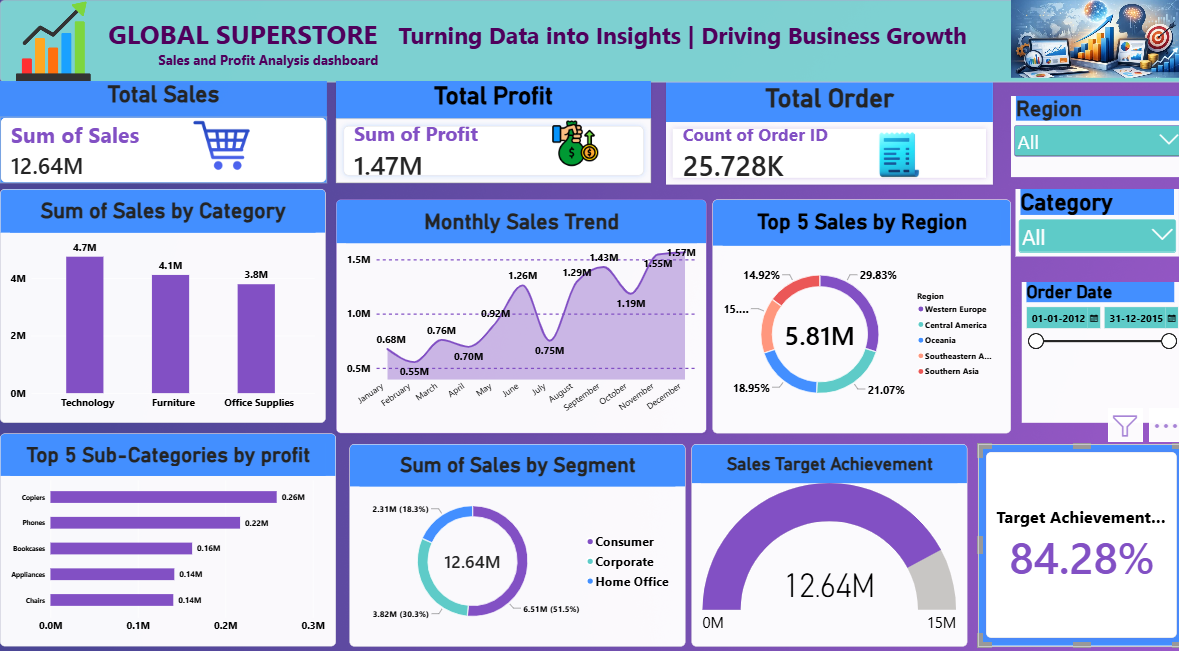 GLOBAL SUPERSTORE
Turning Data into Insights | Driving Business Growth
Sales and Profit Analysis dashboard
Total Sales
Sum of Sales
12.64M
Total Profit
Sum of Profit
1.47M
Total Order
Count of Order ID
25.728K
Region
All
Category
All
Order Date
01-01-2012
31-12-2015
Sum of Sales by Category
4.7M
4.1M
3.8M
4M
2M
0M
Technology
Furniture
Office Supplies
Monthly Sales Trend
1.5M
1.0M
0.5M
0.68M
0.55M
0.76M
0.70M
0.92M
1.26M
0.75M
1.29M
1.43M
1.19M
1.55M
1.57M
January
February
March
April
May
June
July
August
September
October
November
December
Top 5 Sales by Region
14.92%
29.83%
15....
5.81M
18.95%
21.07%
Region
Western Europe
Central America
Oceania
Southeastern A...
Southern Asia
Top 5 Sub-Categories by profit
Copiers
0.26M
Phones
0.22M
Bookcases
0.16M
Appliances
0.14M
Chairs
0.14M
0.0M
0.1M
0.2M
0.3M
Sum of Sales by Segment
2.31M (18.3%)
12.64M
3.82M (30.3%)
6.51M (51.5%)
Consumer
Corporate
Home Office
Sales Target Achievement
12.64M
0M
15M
Target Achievement...
84.28%